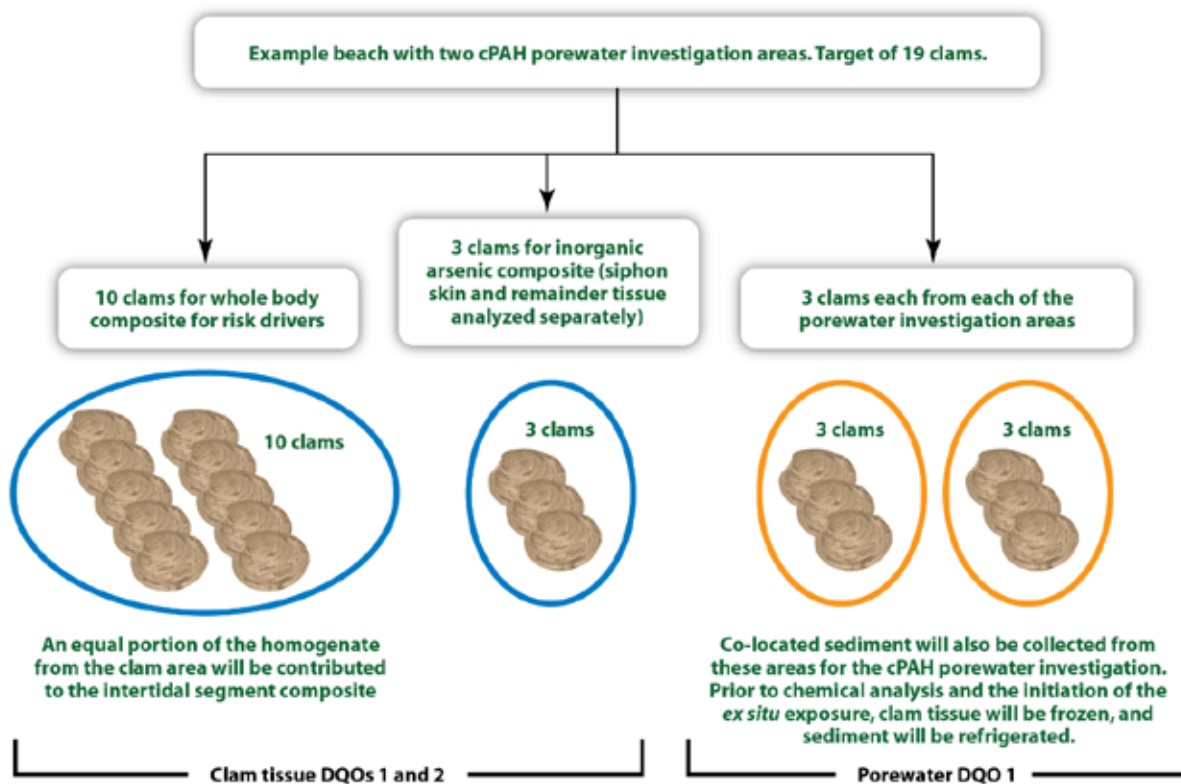 Example beach with two cPAH porewater investigation areas. Target of 19 clams.
10 clams for whole body
composite for risk drivers
3 clams for inorganic
arsenic composite (siphon
skin and remainder tissue
analyzed separately)
3 clams each from each of the
porewater investigation areas
10 clams
3 clams
3 clams
3 clams
An equal portion of the homogenate
from the clam area will be contributed
to the intertidal segment composite
Co-located sediment will also be collected from
these areas for the cPAH porewater investigation.
Prior to chemical analysis and the initiation of the
ex situ exposure, clam tissue will be frozen, and
sediment will be refrigerated.
Clam tissue DQOs 1 and 2
Porewater DQO 1